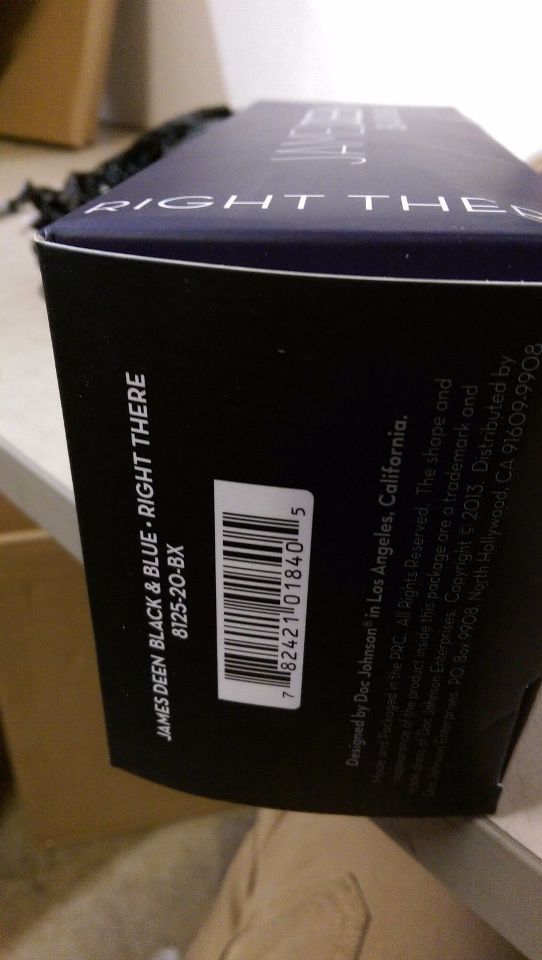 RIGHT THE
JAMES DEEN BLACK & BLUE • RIGHT THERE
8125-20-BX
7 82421 01840 5
Designed by Doc Johnson® in Los Angeles, California.
Made and Packaged in the PRC. All Rights Reserved. The shape and
appearance of the product inside this package are a trademark and
trade dress of Doc Johnson Enterprises. Copyright © 2013. Distributed by
Doc Johnson Enterprises, PO Box 9908, North Hollywood, CA 91609-9908